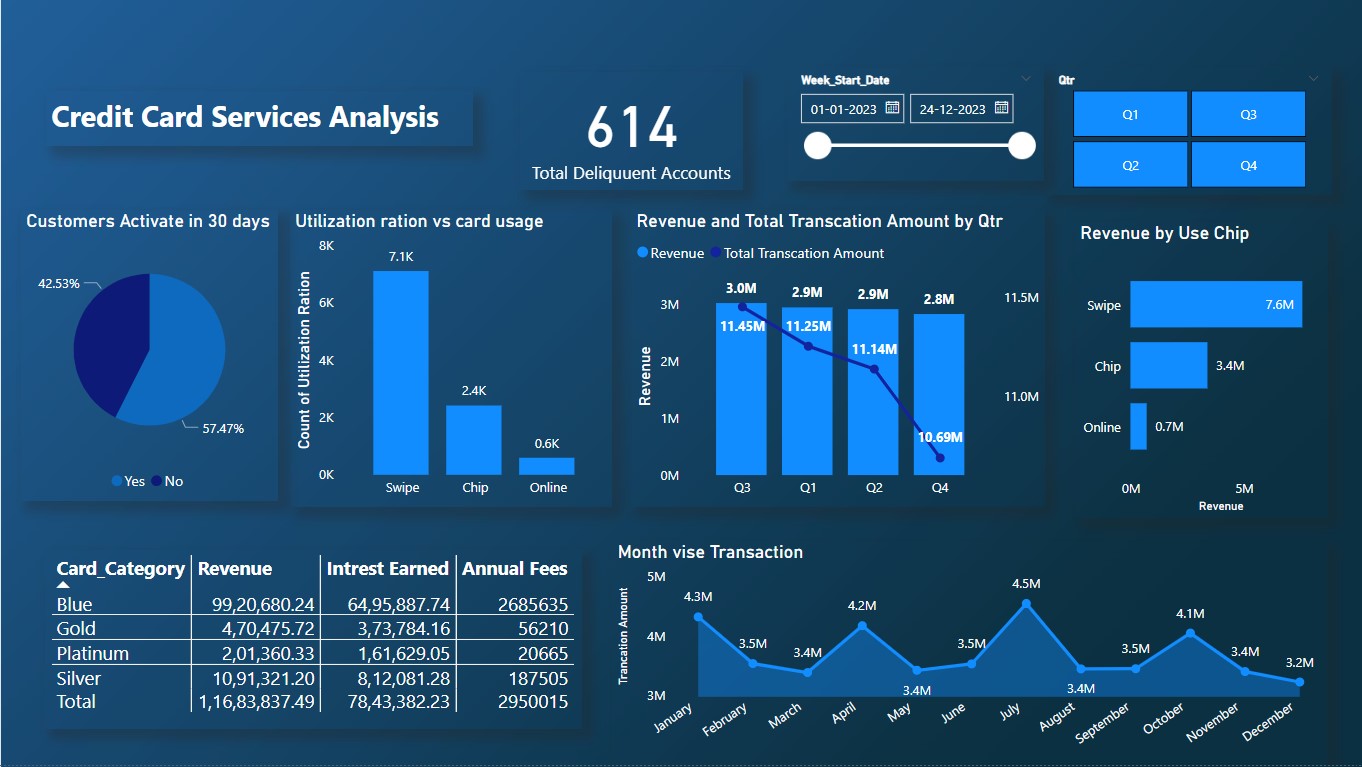 Credit Card Services Analysis
614
Total Deliquuent Accounts
Week_Start_Date
01-01-2023
24-12-2023
Qtr
Q1
Q3
Q2
Q4
Customers Activate in 30 days
42.53%
57.47%
Yes
No
Utilization ration vs card usage
Count of Utilization Ration
8K
6K
4K
2K
0K
7.1K
2.4K
0.6K
Swipe
Chip
Online
Revenue and Total Transcation Amount by Qtr
Revenue
Total Transcation Amount
Revenue
3M
2M
1M
0M
3.0M
2.9M
2.9M
2.8M
11.45M
11.25M
11.14M
10.69M
11.5M
11.0M
Q3
Q1
Q2
Q4
Revenue by Use Chip
Swipe
7.6M
Chip
3.4M
Online
0.7M
0M
5M
Revenue
Card_Category Revenue Intrest Earned Annual Fees
Blue 99,20,680.24 64,95,887.74 2685635
Gold 4,70,475.72 3,73,784.16 56210
Platinum 2,01,360.33 1,61,629.05 20665
Silver 10,91,321.20 8,12,081.28 187505
Total 1,16,83,837.49 78,43,382.23 2950015
Month vise Transaction
Trancation Amount
5M
4M
3M
4.3M
3.5M
3.4M
4.2M
3.4M
3.5M
4.5M
3.4M
3.5M
4.1M
3.4M
3.2M
January
February
March
April
May
June
July
August
September
October
November
December